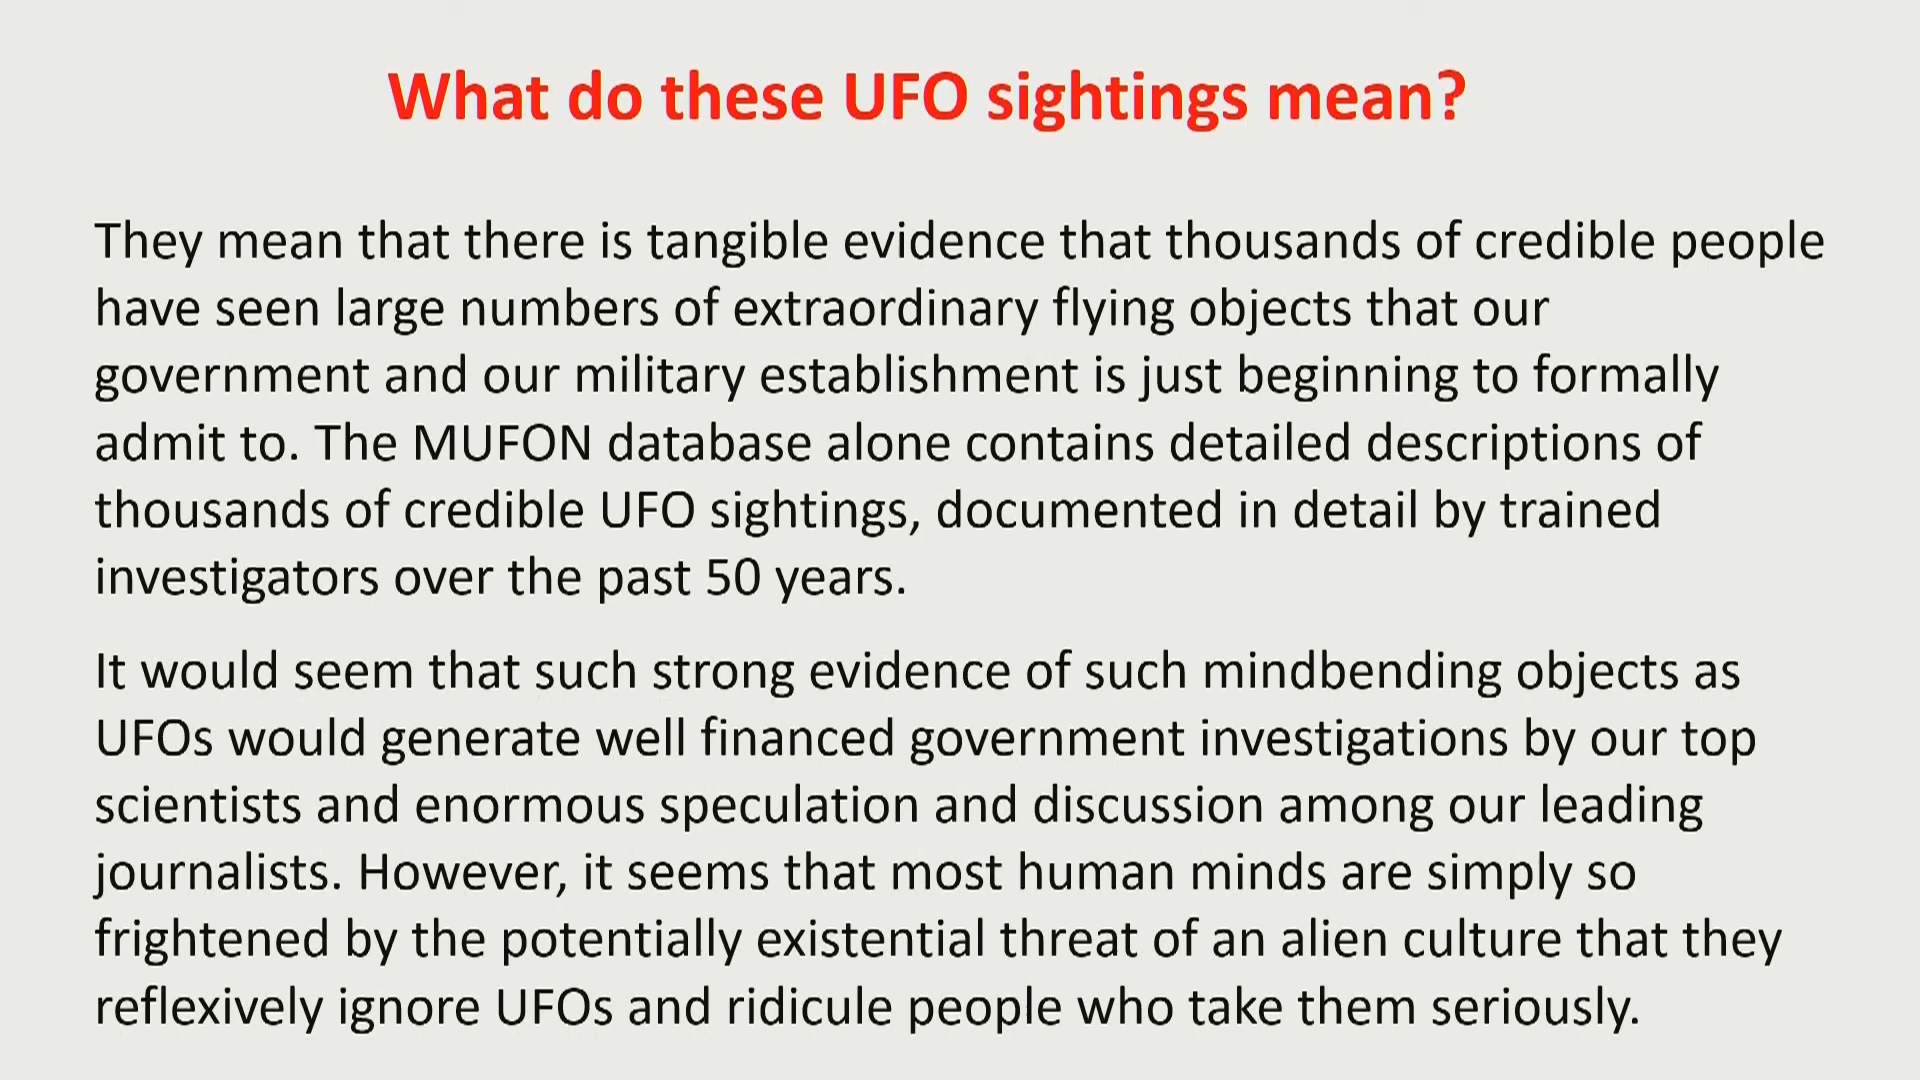 What do these UFO sightings mean?
They mean that there is tangible evidence that thousands of credible people
have seen large numbers of extraordinary flying objects that our
government and our military establishment is just beginning to formally
admit to. The MUFON database alone contains detailed descriptions of
thousands of credible UFO sightings, documented in detail by trained
investigators over the past 50 years.
It would seem that such strong evidence of such mindbending objects as
UFOs would generate well financed government investigations by our top
scientists and enormous speculation and discussion among our leading
journalists. However, it seems that most human minds are simply so
frightened by the potentially existential threat of an alien culture that they
reflexively ignore UFOs and ridicule people who take them seriously.